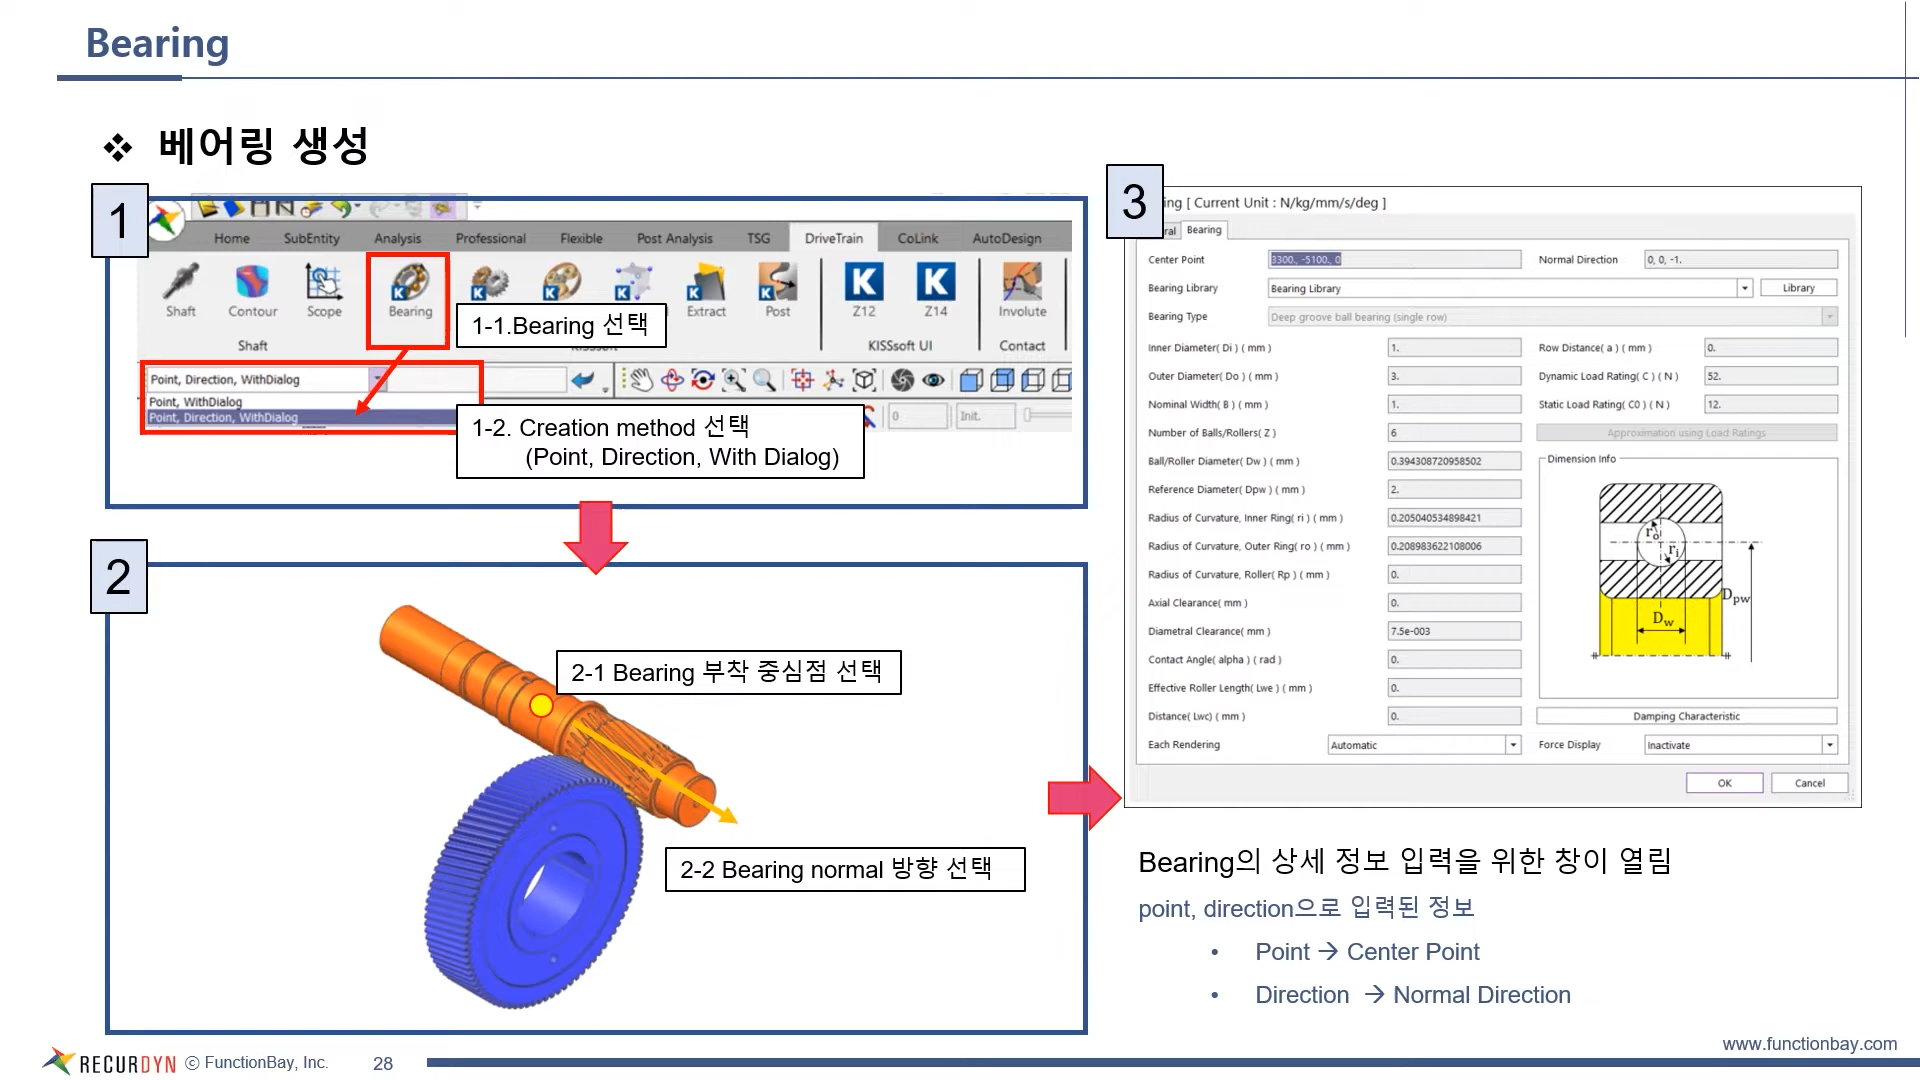 Bearing
❖ 베어링 생성
1
Home SubEntity Analysis Professional Flexible Post Analysis TSG DriveTrain CoLink AutoDesign
Shaft Contour Scope Bearing Extract Post Z12 Z14 Involute
1-1.Bearing 선택
Shaft KISSsoft UI Contact
Point, Direction, WithDialog
Point, WithDialog
Point, Direction, WithDialog
0 Init.
1-2. Creation method 선택
(Point, Direction, With Dialog)
2
2-1 Bearing 부착 중심점 선택
2-2 Bearing normal 방향 선택
3
ing [ Current Unit : N/kg/mm/s/deg ]
ral Bearing
Center Point 3300., -5100., 0 Normal Direction 0, 0, -1.
Bearing Library Bearing Library Library
Bearing Type Deep groove ball bearing (single row)
Inner Diameter( Di ) ( mm ) 1. Row Distance( a ) ( mm ) 0.
Outer Diameter( Do ) ( mm ) 3. Dynamic Load Rating( C ) ( N ) 52.
Nominal Width( B ) ( mm ) 1. Static Load Rating( C0 ) ( N ) 12.
Number of Balls/Rollers( Z ) 6 Approximation using Load Ratings
Ball/Roller Diameter( Dw ) ( mm ) 0.394308720958502 Dimension Info
Reference Diameter( Dpw ) ( mm ) 2.
Radius of Curvature, Inner Ring( ri ) ( mm ) 0.205040534898421
Radius of Curvature, Outer Ring( ro ) ( mm ) 0.208983622108006
Radius of Curvature, Roller( Rp ) ( mm ) 0.
Axial Clearance( mm ) 0.
Diametral Clearance( mm ) 7.5e-003
Contact Angle( alpha ) ( rad ) 0.
Effective Roller Length( Lwe ) ( mm ) 0.
Distance( Lwc) ( mm ) 0. Damping Characteristic
Each Rendering Automatic Force Display Inactivate
ro
ri
Dpw
Dw
OK Cancel
Bearing의 상세 정보 입력을 위한 창이 열림
point, direction으로 입력된 정보
• Point → Center Point
• Direction → Normal Direction
www.functionbay.com
RECURDYN © FunctionBay, Inc. 28